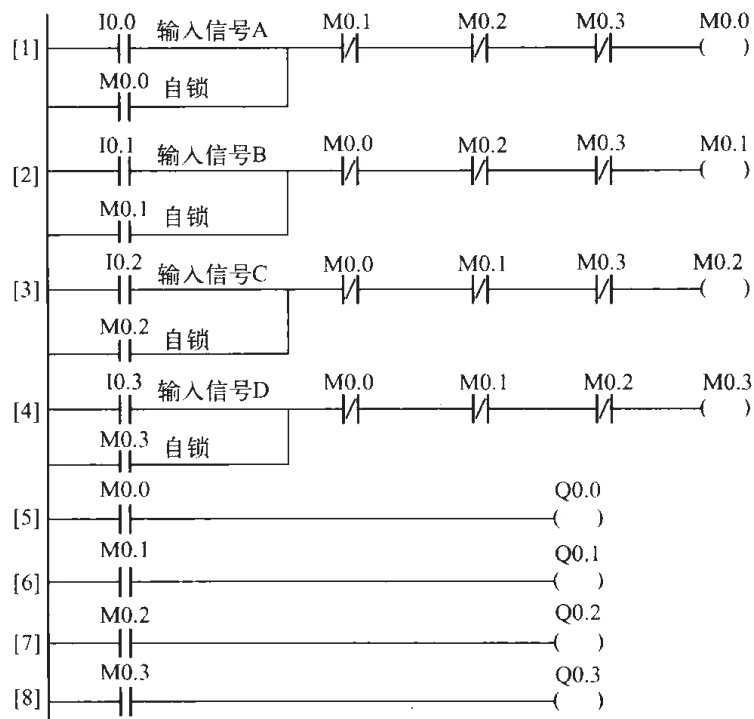 I0.0 输入信号A M0.1 M0.2 M0.3 M0.0
[1]
M0.0 自锁
I0.1 输入信号B M0.0 M0.2 M0.3 M0.1
[2]
M0.1 自锁
I0.2 输入信号C M0.0 M0.1 M0.3 M0.2
[3]
M0.2 自锁
I0.3 输入信号D M0.0 M0.1 M0.2 M0.3
[4]
M0.3 自锁
M0.0 Q0.0
[5]
M0.1 Q0.1
[6]
M0.2 Q0.2
[7]
M0.3 Q0.3
[8]